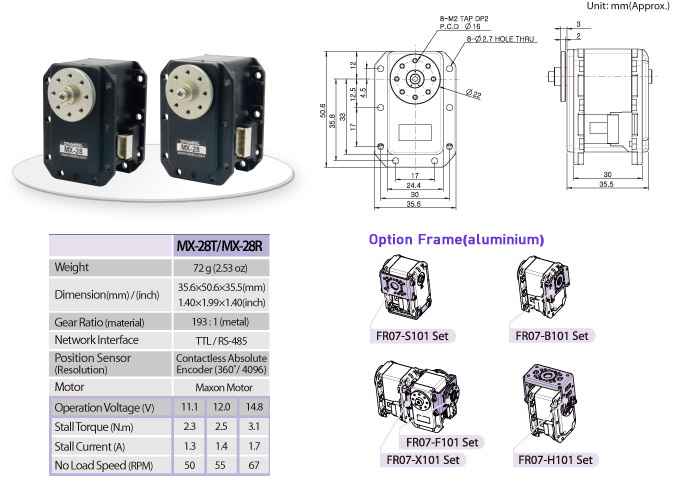 Unit: mm(Approx.)
8-M2 TAP DP2
P.C.D Ø16
8-Ø2.7 HOLE THRU
3
2
12
4.5
12.5
17
33
35.8
50.6
Ø22
17
24.4
30
35.6
30
35.5
MX-28
MX-28
MX-28T/MX-28R
Weight 72 g (2.53 oz)
Dimension(mm) / (inch) 35.6×50.6×35.5(mm)
1.40×1.99×1.40(inch)
Gear Ratio (material) 193 : 1 (metal)
Network Interface TTL / RS-485
Position Sensor Contactless Absolute
(Resolution) Encoder (360˚/ 4096)
Motor Maxon Motor
Operation Voltage (V) 11.1 12.0 14.8
Stall Torque (N.m) 2.3 2.5 3.1
Stall Current (A) 1.3 1.4 1.7
No Load Speed (RPM) 50 55 67
Option Frame(aluminium)
FR07-S101 Set
FR07-B101 Set
FR07-F101 Set
FR07-X101 Set
FR07-H101 Set